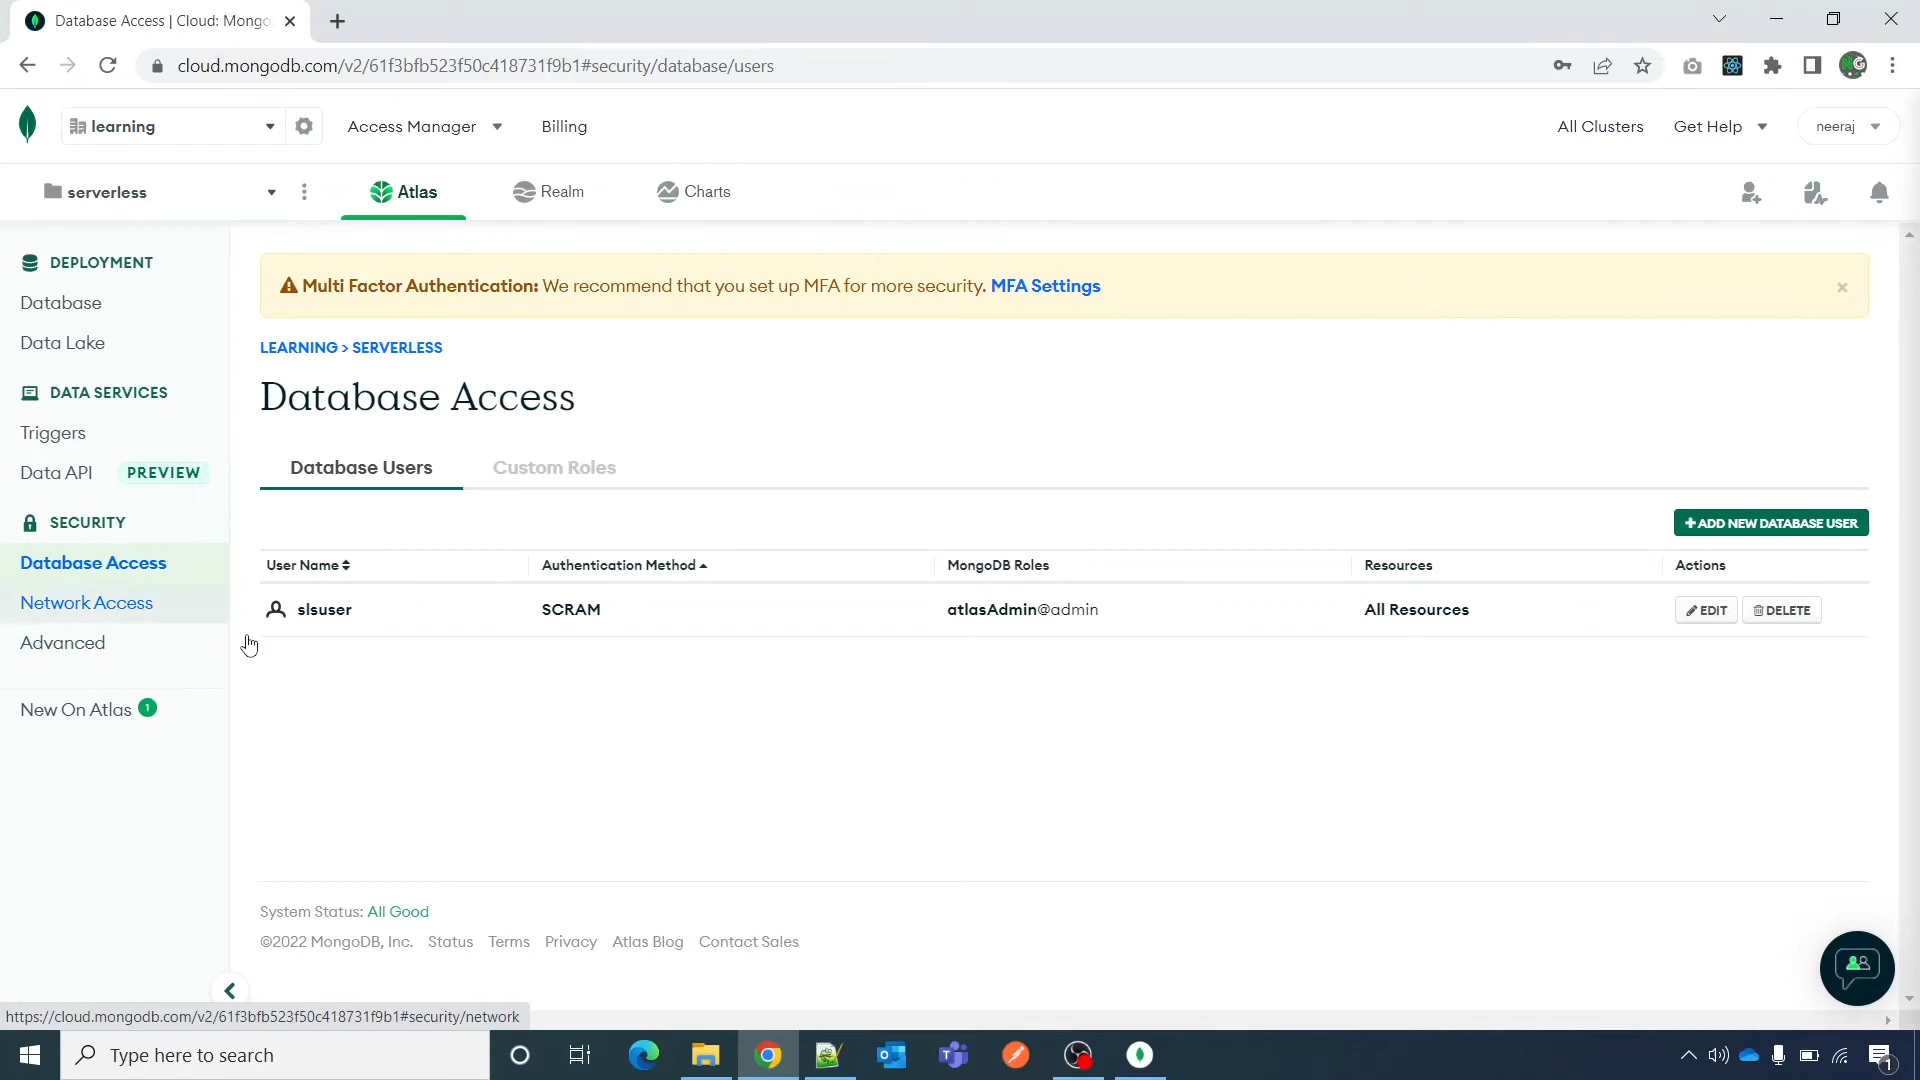 Database Access | Cloud: Mongo
cloud.mongodb.com/v2/61f3bfb523f50c418731f9b1#security/database/users
learning
Access Manager
Billing
All Clusters
Get Help
neeraj
serverless
Atlas
Realm
Charts
DEPLOYMENT
Database
Data Lake
DATA SERVICES
Triggers
Data API PREVIEW
SECURITY
Database Access
Network Access
Advanced
New On Atlas 1
Multi Factor Authentication: We recommend that you set up MFA for more security. MFA Settings
LEARNING > SERVERLESS
Database Access
Database Users
Custom Roles
+ ADD NEW DATABASE USER
User Name Authentication Method MongoDB Roles Resources Actions
slsuser SCRAM atlasAdmin@admin All Resources EDIT DELETE
System Status: All Good
©2022 MongoDB, Inc. Status Terms Privacy Atlas Blog Contact Sales
https://cloud.mongodb.com/v2/61f3bfb523f50c418731f9b1#security/network
Type here to search
1